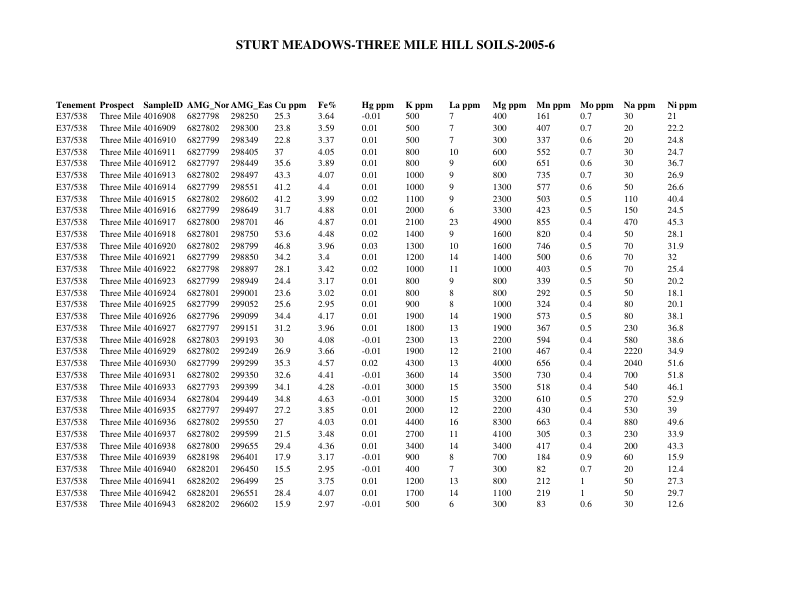 STURT MEADOWS-THREE MILE HILL SOILS-2005-6
Tenement Prospect SampleID AMG_Nor AMG_Eas Cu ppm Fe% Hg ppm K ppm La ppm Mg ppm Mn ppm Mo ppm Na ppm Ni ppm
E37/538 Three Mile 4016908 6827798 298250 25.3 3.64 -0.01 500 7 400 161 0.7 30 21
E37/538 Three Mile 4016909 6827802 298300 23.8 3.59 0.01 500 7 300 407 0.7 20 22.2
E37/538 Three Mile 4016910 6827799 298349 22.8 3.37 0.01 500 7 300 337 0.6 20 24.8
E37/538 Three Mile 4016911 6827799 298405 37 4.05 0.01 800 10 600 552 0.7 30 24.7
E37/538 Three Mile 4016912 6827797 298449 35.6 3.89 0.01 800 9 600 651 0.6 30 36.7
E37/538 Three Mile 4016913 6827802 298497 43.3 4.07 0.01 1000 9 800 735 0.7 30 26.9
E37/538 Three Mile 4016914 6827799 298551 41.2 4.4 0.01 1000 9 1300 577 0.6 50 26.6
E37/538 Three Mile 4016915 6827802 298602 41.2 3.99 0.02 1100 9 2300 503 0.5 110 40.4
E37/538 Three Mile 4016916 6827799 298649 31.7 4.88 0.01 2000 6 3300 423 0.5 150 24.5
E37/538 Three Mile 4016917 6827800 298701 46 4.87 0.01 2100 23 4900 855 0.4 470 45.3
E37/538 Three Mile 4016918 6827801 298750 53.6 4.48 0.02 1400 9 1600 820 0.4 50 28.1
E37/538 Three Mile 4016920 6827802 298799 46.8 3.96 0.03 1300 10 1600 746 0.5 70 31.9
E37/538 Three Mile 4016921 6827799 298850 34.2 3.4 0.01 1200 14 1400 500 0.6 70 32
E37/538 Three Mile 4016922 6827798 298897 28.1 3.42 0.02 1000 11 1000 403 0.5 70 25.4
E37/538 Three Mile 4016923 6827799 298949 24.4 3.17 0.01 800 9 800 339 0.5 50 20.2
E37/538 Three Mile 4016924 6827801 299001 23.6 3.02 0.01 800 8 800 292 0.5 50 18.1
E37/538 Three Mile 4016925 6827799 299052 25.6 2.95 0.01 900 8 1000 324 0.4 80 20.1
E37/538 Three Mile 4016926 6827796 299099 34.4 4.17 0.01 1900 14 1900 573 0.5 80 38.1
E37/538 Three Mile 4016927 6827797 299151 31.2 3.96 0.01 1800 13 1900 367 0.5 230 36.8
E37/538 Three Mile 4016928 6827803 299193 30 4.08 -0.01 2300 13 2200 594 0.4 580 38.6
E37/538 Three Mile 4016929 6827802 298249 26.9 3.66 -0.01 1900 12 2100 467 0.4 2220 34.9
E37/538 Three Mile 4016930 6827799 299299 35.3 4.57 0.02 4300 13 4000 656 0.4 2040 51.6
E37/538 Three Mile 4016931 6827802 299350 32.6 4.41 -0.01 3600 14 3500 730 0.4 700 51.8
E37/538 Three Mile 4016933 6827793 299399 34.1 4.28 -0.01 3000 15 3500 518 0.4 540 46.1
E37/538 Three Mile 4016934 6827804 299449 34.8 4.63 -0.01 3000 15 3200 610 0.5 270 52.9
E37/538 Three Mile 4016935 6827797 299497 27.2 3.85 0.01 2000 12 2200 430 0.4 530 39
E37/538 Three Mile 4016936 6827802 299550 27 4.03 0.01 4400 16 8300 663 0.4 880 49.6
E37/538 Three Mile 4016937 6827802 299599 21.5 3.48 0.01 2700 11 4100 305 0.3 230 33.9
E37/538 Three Mile 4016938 6827800 299655 29.4 4.36 0.01 3400 14 3400 417 0.4 200 43.3
E37/538 Three Mile 4016939 6828198 296401 17.9 3.17 -0.01 900 8 700 184 0.9 60 15.9
E37/538 Three Mile 4016940 6828201 296450 15.5 2.95 -0.01 400 7 300 82 0.7 20 12.4
E37/538 Three Mile 4016941 6828202 296499 25 3.75 0.01 1200 13 800 212 1 50 27.3
E37/538 Three Mile 4016942 6828201 296551 28.4 4.07 0.01 1700 14 1100 219 1 50 29.7
E37/538 Three Mile 4016943 6828202 296602 15.9 2.97 -0.01 500 6 300 83 0.6 30 12.6